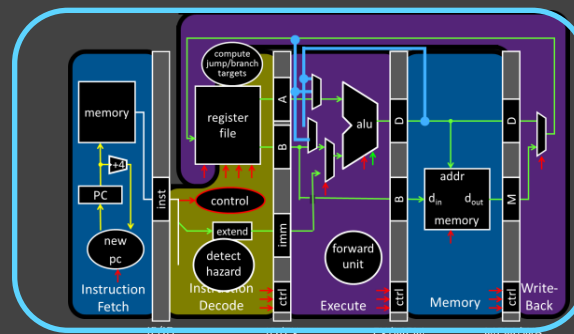 compute
jump/branch
targets
memory
register
file
A
B
alu
D
D
+4
addr
d_in d_out
memory
B
M
PC
inst
control
extend
imm
new
pc
detect
hazard
forward
unit
Instruction
Fetch
Instruction
Decode
ctrl
Execute
ctrl
Memory
ctrl
Write-
Back